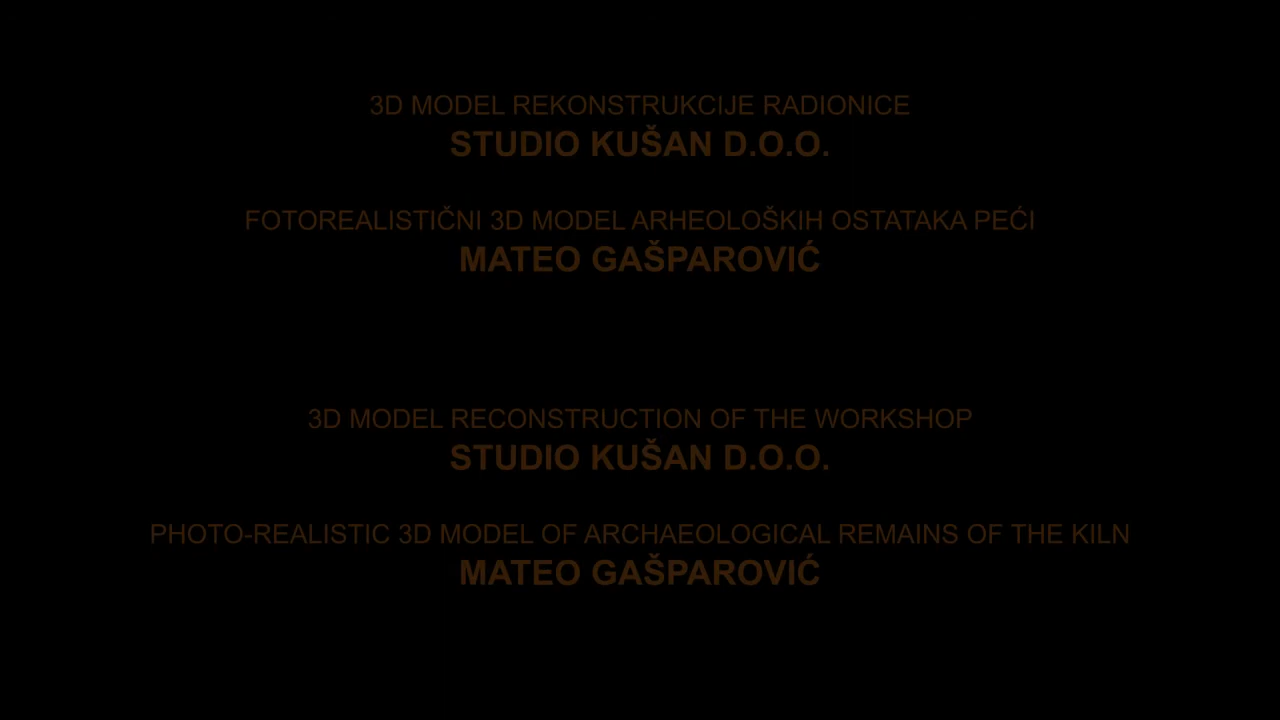 3D MODEL REKONSTRUKCIJE RADIONICE
STUDIO KUŠAN D.O.O.
FOTOREALISTIČNI 3D MODEL ARHEOLOŠKIH OSTATAKA PEĆI
MATEO GAŠPAROVIĆ
3D MODEL RECONSTRUCTION OF THE WORKSHOP
STUDIO KUŠAN D.O.O.
PHOTO-REALISTIC 3D MODEL OF ARCHAEOLOGICAL REMAINS OF THE KILN
MATEO GAŠPAROVIĆ